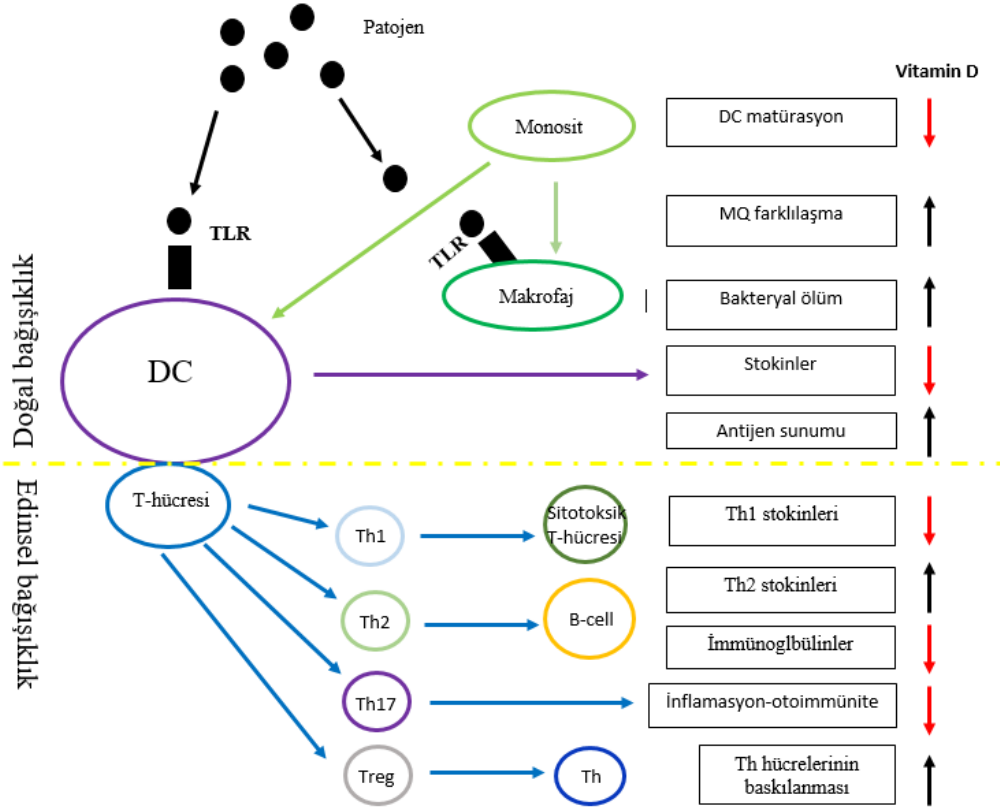 Patojen
Vitamin D
Monosit
DC matürasyon
TLR
MQ farklılaşma
TLR
Makrofaj
Bakteryal ölüm
Doğal bağışıklık
DC
Stokinler
Antijen sunumu
Edinsel bağışıklık
T-hücresi
Th1
Sitotoksik
T-hücresi
Th1 stokinleri
Th2
B-cell
Th2 stokinleri
İmmünoglbülinler
Th17
İnflamasyon-otoimmünite
Treg
Th
Th hücrelerinin
baskılanması